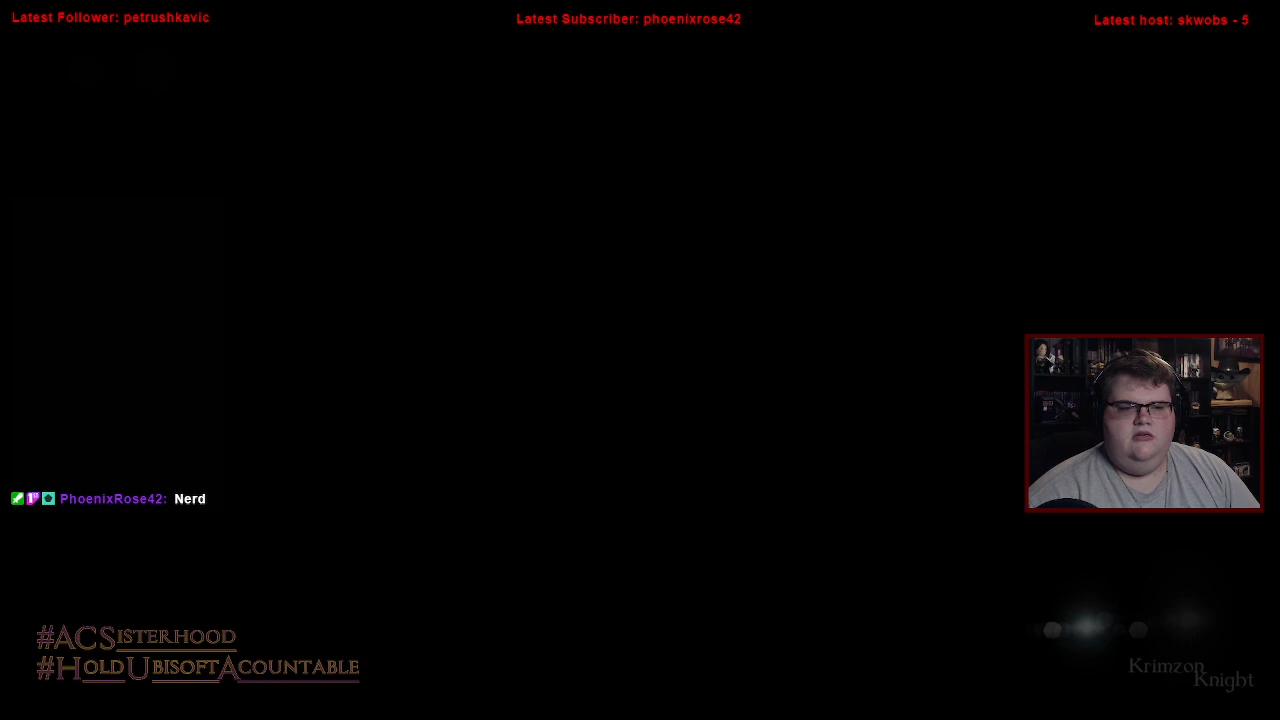 Latest Follower: petrushkavic
Latest Subscriber: phoenixrose42
Latest host: skwobs - 5
PhoenixRose42: Nerd
#ACSisterhood
#HoldUbisoftAcountable
Krimzon
Knight